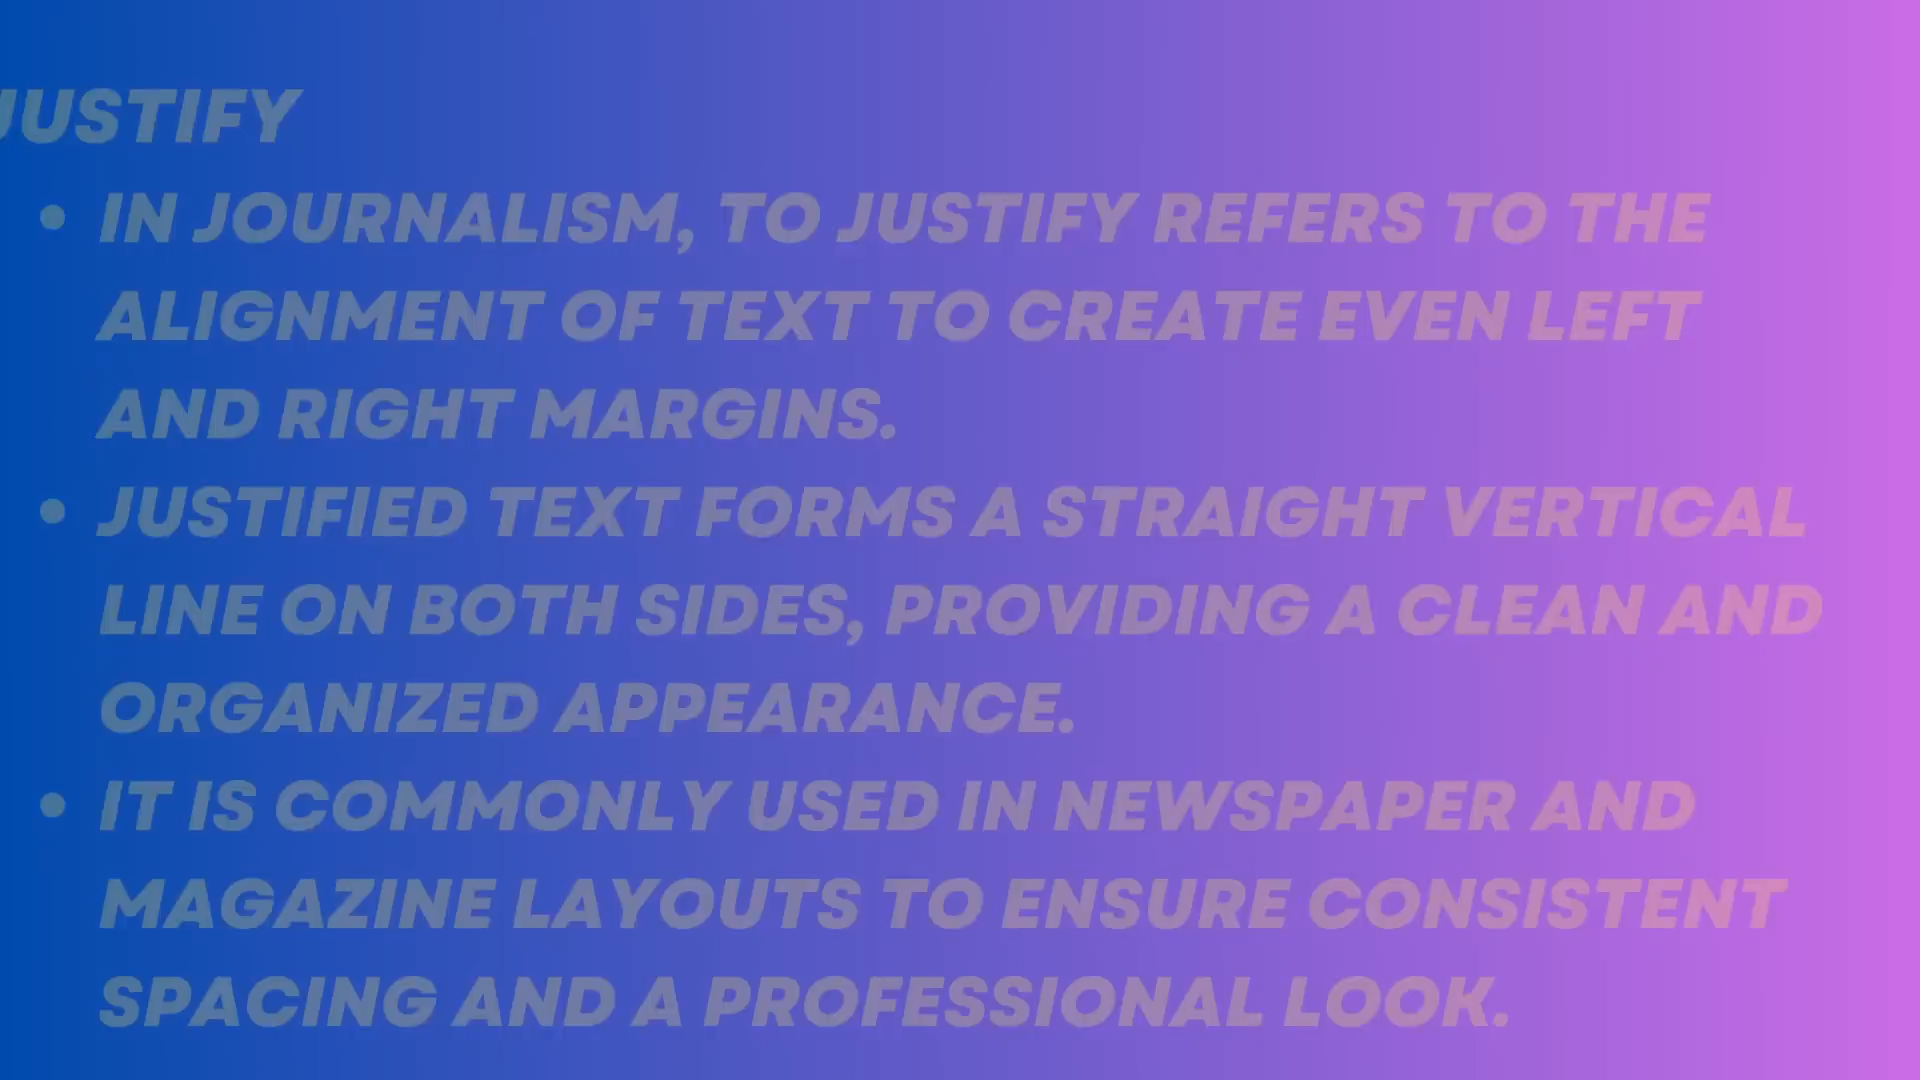 JUSTIFY
• IN JOURNALISM, TO JUSTIFY REFERS TO THE
ALIGNMENT OF TEXT TO CREATE EVEN LEFT
AND RIGHT MARGINS.
• JUSTIFIED TEXT FORMS A STRAIGHT VERTICAL
LINE ON BOTH SIDES, PROVIDING A CLEAN AND
ORGANIZED APPEARANCE.
• IT IS COMMONLY USED IN NEWSPAPER AND
MAGAZINE LAYOUTS TO ENSURE CONSISTENT
SPACING AND A PROFESSIONAL LOOK.